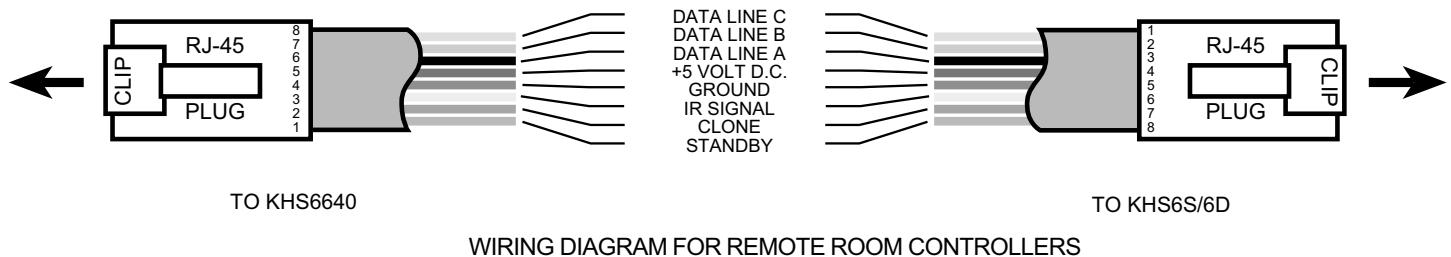 CLIP
RJ-45
PLUG
8
7
6
5
4
3
2
1
DATA LINE C
DATA LINE B
DATA LINE A
+5 VOLT D.C.
GROUND
IR SIGNAL
CLONE
STANDBY
1
2
3
4
5
6
7
8
RJ-45
PLUG
CLIP
TO KHS6640
TO KHS6S/6D
WIRING DIAGRAM FOR REMOTE ROOM CONTROLLERS